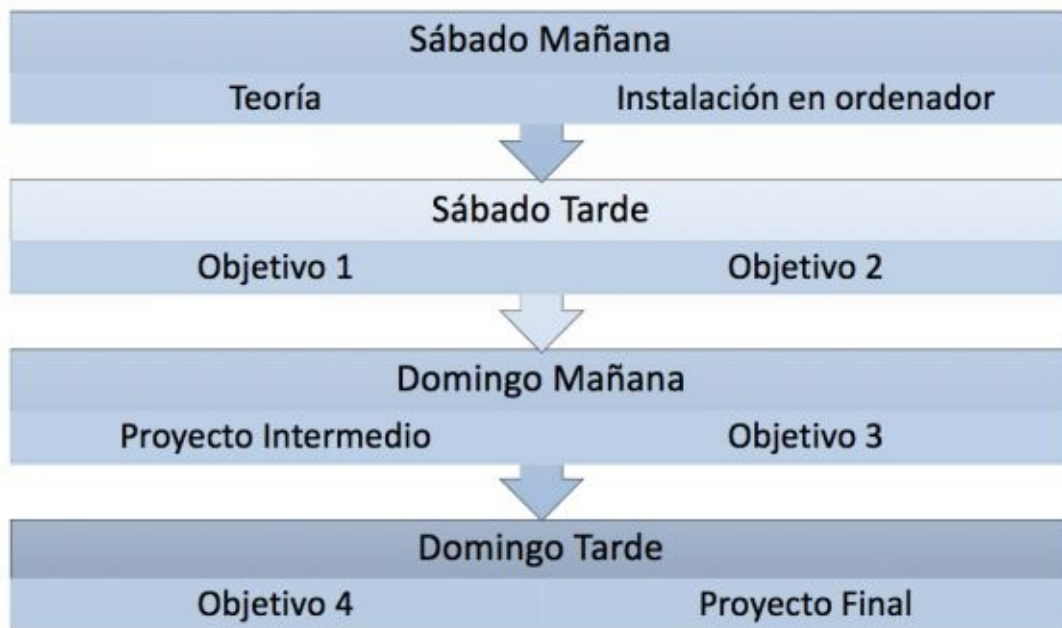 Sábado Mañana
Teoría Instalación en ordenador
Sábado Tarde
Objetivo 1 Objetivo 2
Domingo Mañana
Proyecto Intermedio Objetivo 3
Domingo Tarde
Objetivo 4 Proyecto Final